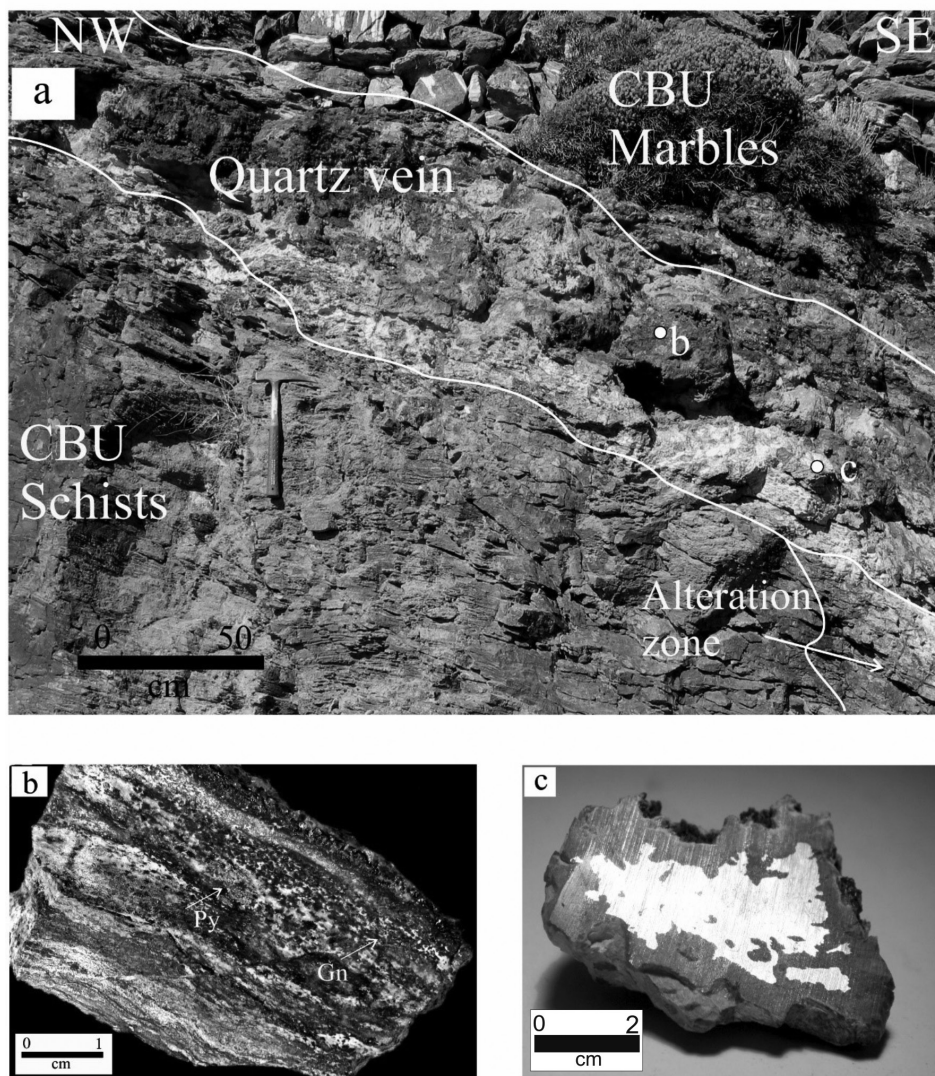 NW
SE
a
CBU
Marbles
Quartz vein
b
c
CBU
Schists
Alteration
zone
0 50
cm
b
Py
Gn
0 1
cm
c
0 2
cm